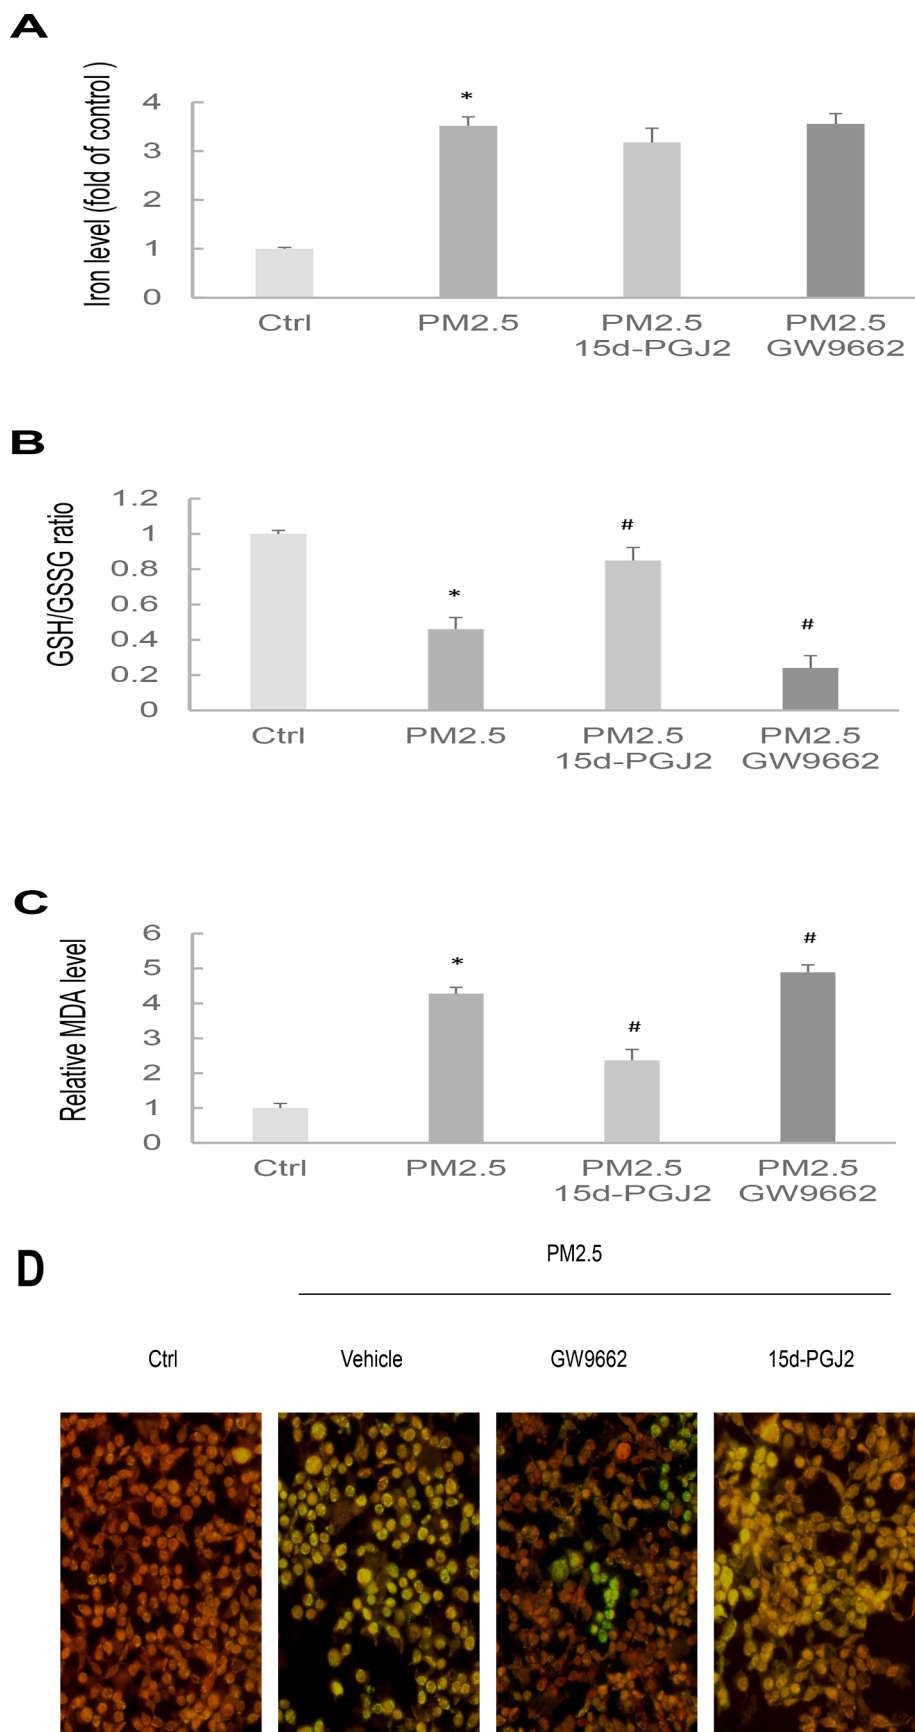 A
Iron level (fold of control )
4
3
2
1
0
*
Ctrl
PM2.5
PM2.5
15d-PGJ2
PM2.5
GW9662
B
GSH/GSSG ratio
1.2
1
0.8
0.6
0.4
0.2
0
*
#
#
Ctrl
PM2.5
PM2.5
15d-PGJ2
PM2.5
GW9662
C
Relative MDA level
6
5
4
3
2
1
0
*
#
#
Ctrl
PM2.5
PM2.5
15d-PGJ2
PM2.5
GW9662
D
PM2.5
Ctrl
Vehicle
GW9662
15d-PGJ2